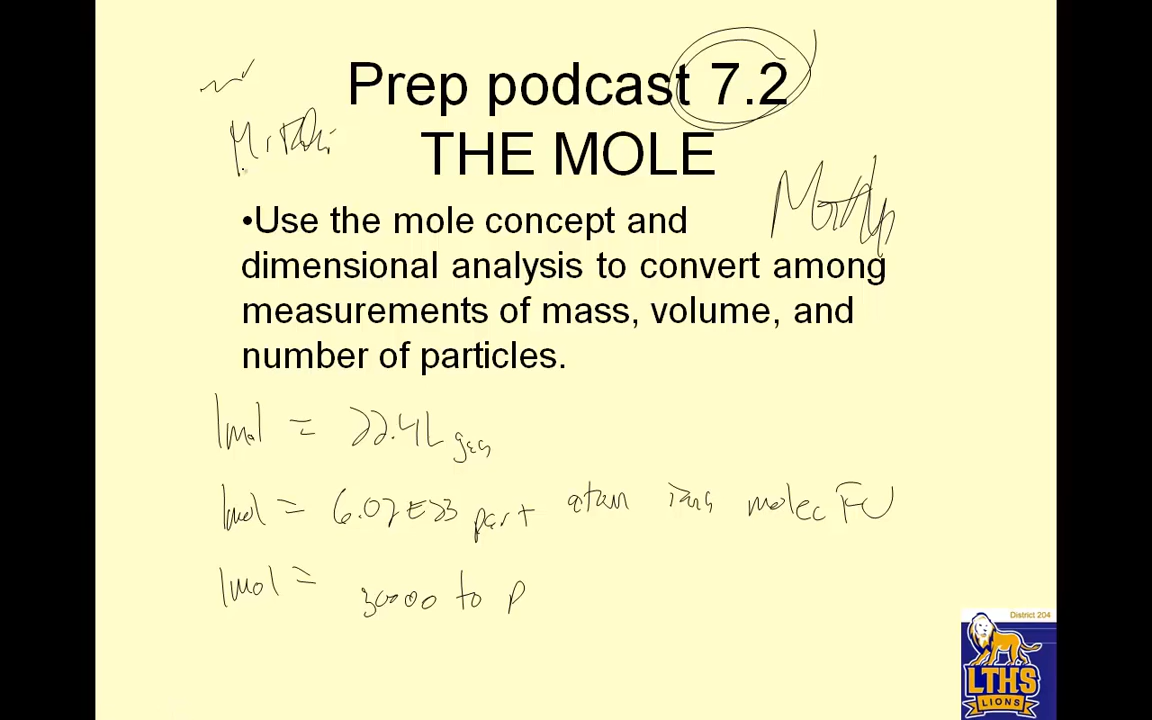 Prep podcast 7.2
THE MOLE
•Use the mole concept and
dimensional analysis to convert among
measurements of mass, volume, and
number of particles.
1mol = 22.4L gas
1mol = 6.02E23 part atom ions molec FU
1mol = to P
District 204
LTHS
LIONS